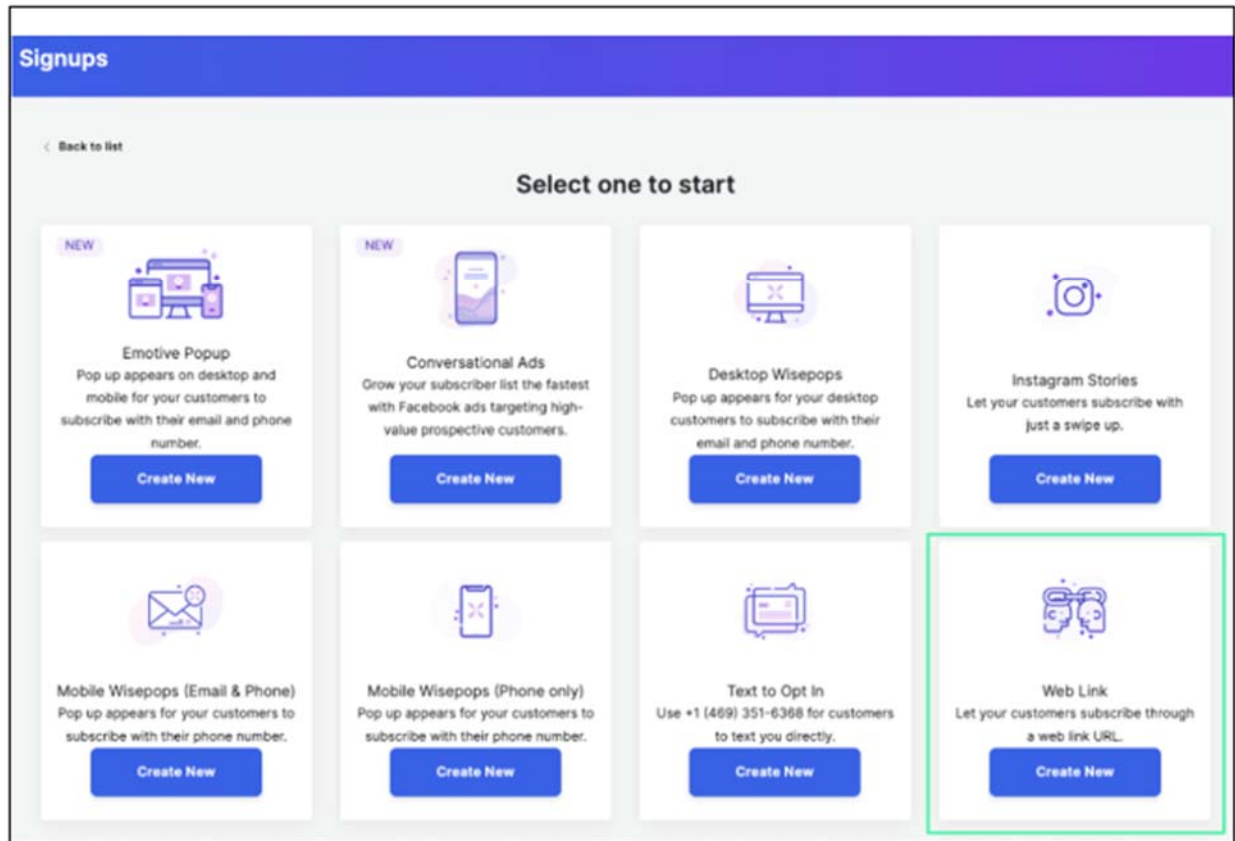 Signups
Back to list
Select one to start
NEW
Emotive Popup
Pop up appears on desktop and
mobile for your customers to
subscribe with their email and phone
number.
Create New
NEW
Conversational Ads
Grow your subscriber list the fastest
with Facebook ads targeting high-
value prospective customers.
Create New
Desktop Wisepops
Pop up appears for your desktop
customers to subscribe with their
email and phone number.
Create New
Instagram Stories
Let your customers subscribe with
just a swipe up.
Create New
Mobile Wisepops (Email & Phone)
Pop up appears for your customers to
subscribe with their phone number.
Create New
Mobile Wisepops (Phone only)
Pop up appears for your customers to
subscribe with their phone number.
Create New
Text to Opt In
Use +1 (469) 351-6368 for customers
to text you directly.
Create New
Web Link
Let your customers subscribe through
a web link URL.
Create New